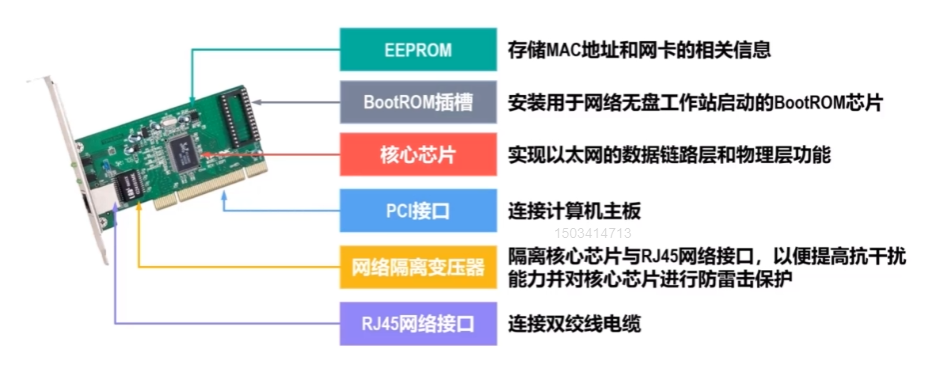 EEPROM
存储MAC地址和网卡的相关信息
BootROM插槽
安装用于网络无盘工作站启动的BootROM芯片
核心芯片
实现以太网的数据链路层和物理层功能
PCI接口
连接计算机主板
1503414713
网络隔离变压器
隔离核心芯片与RJ45网络接口，以便提高抗干扰
能力并对核心芯片进行防雷击保护
RJ45网络接口
连接双绞线电缆